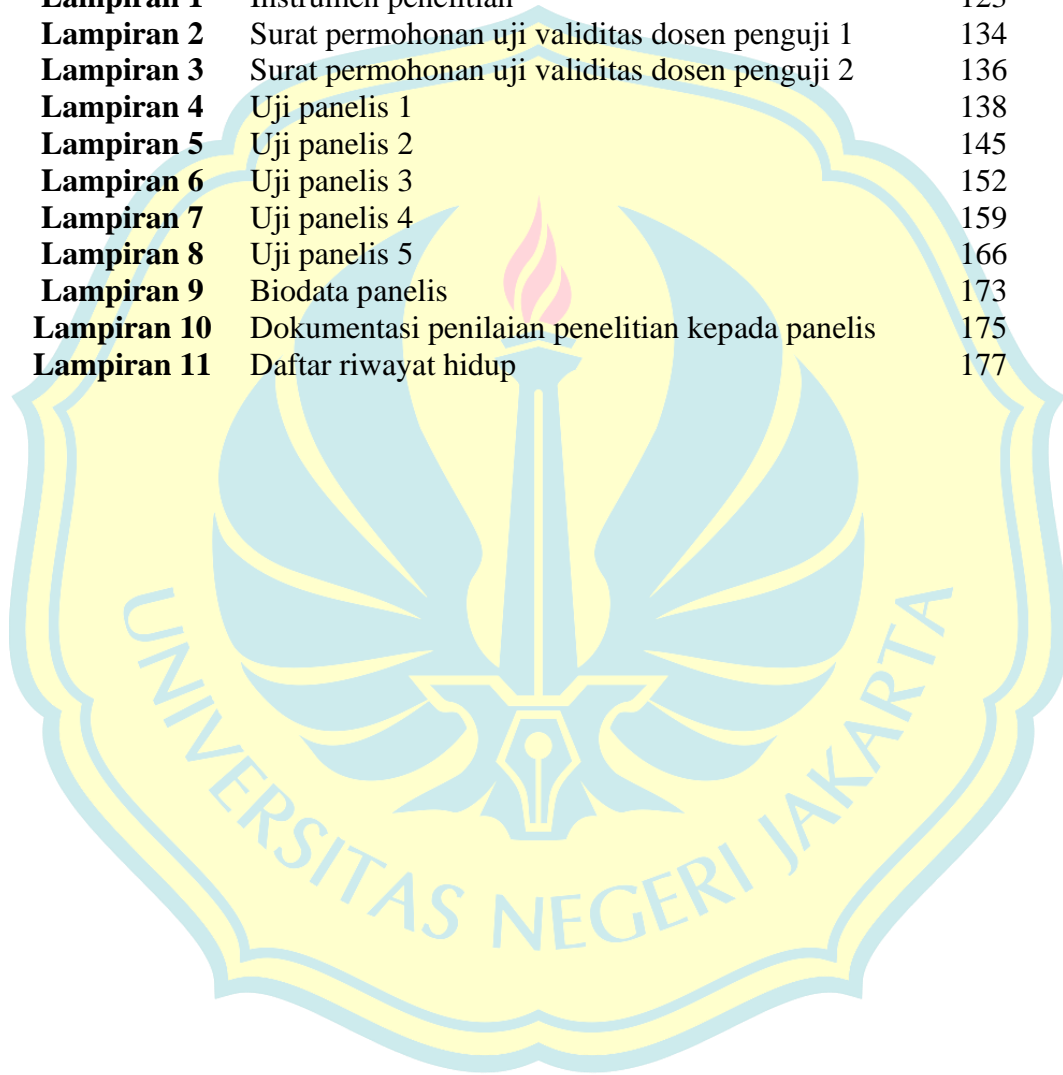 Lampiran 1 Instrumen penelitian 123
Lampiran 2 Surat permohonan uji validitas dosen penguji 1 134
Lampiran 3 Surat permohonan uji validitas dosen penguji 2 136
Lampiran 4 Uji panelis 1 138
Lampiran 5 Uji panelis 2 145
Lampiran 6 Uji panelis 3 152
Lampiran 7 Uji panelis 4 159
Lampiran 8 Uji panelis 5 166
Lampiran 9 Biodata panelis 173
Lampiran 10 Dokumentasi penilaian penelitian kepada panelis 175
Lampiran 11 Daftar riwayat hidup 177
UNIVERSITAS NEGERI JAKARTA